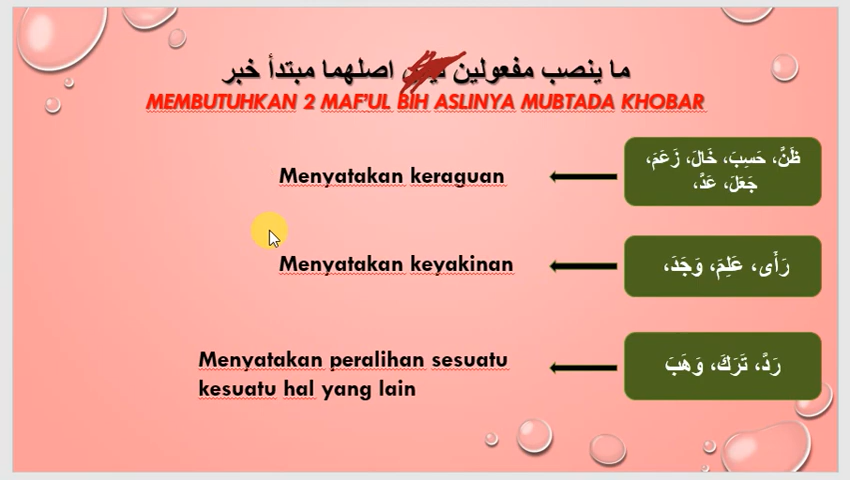 ما ينصب مفعولين اصلهما مبتدأ خبر
MEMBUTUHKAN 2 MAF'UL BIH ASLINYA MUBTADA KHOBAR
ظَنَّ، حَسِبَ، خَالَ، زَعَمَ،
جَعَلَ، عَدَّ،
Menyatakan keraguan
رَأَى، عَلِمَ، وَجَدَ،
Menyatakan keyakinan
رَدَّ، تَرَكَ، وَهَبَ
Menyatakan peralihan sesuatu
kesuatu hal yang lain